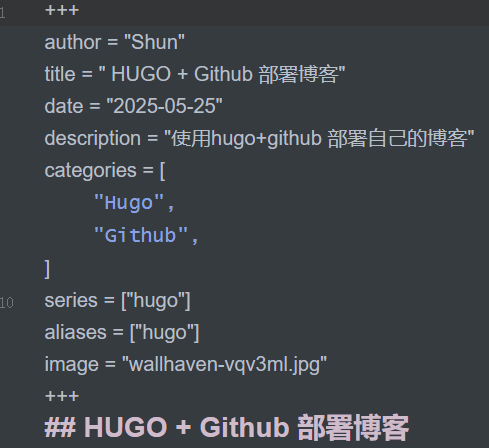 1
+++
author = "Shun"
title = " HUGO + Github 部署博客"
date = "2025-05-25"
description = "使用hugo+github 部署自己的博客"
categories = [
    "Hugo",
    "Github",
]
10 series = ["hugo"]
aliases = ["hugo"]
image = "wallhaven-vqv3ml.jpg"
+++
## HUGO + Github 部署博客